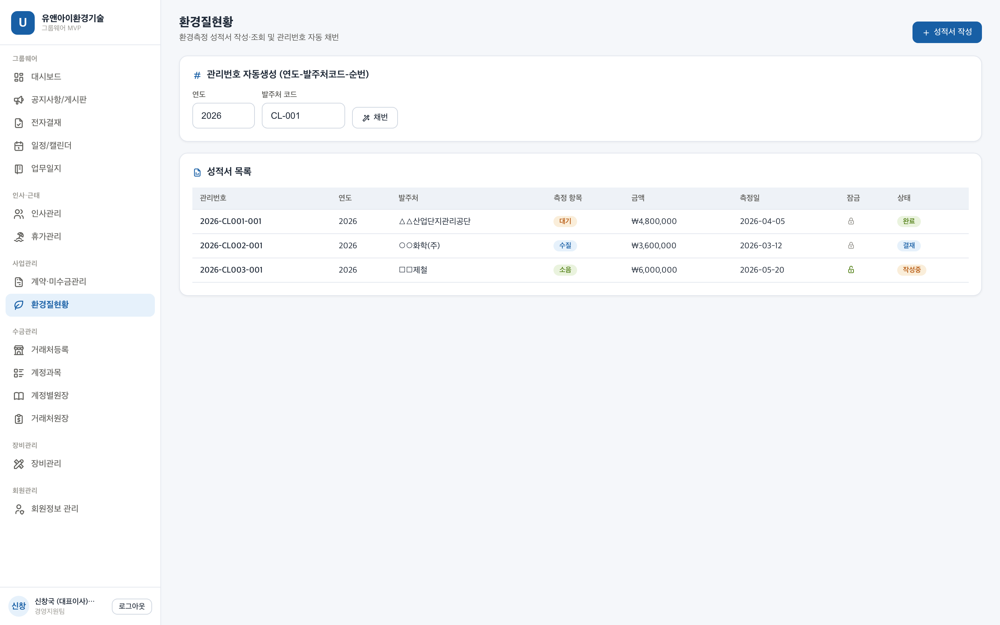 U
유앤아이환경기술
그룹웨어 MVP
그룹웨어
대시보드
공지사항/게시판
전자결재
일정/캘린더
업무일지
인사·근태
인사관리
휴가관리
사업관리
계약·미수금관리
환경질현황
수금관리
거래처등록
계정과목
계정별원장
거래처원장
장비관리
장비관리
회원관리
회원정보 관리
신창
신창국 (대표이사)…
경영지원팀
로그아웃
환경질현황
환경측정 성적서 작성·조회 및 관리번호 자동 채번
+ 성적서 작성
# 관리번호 자동생성 (연도-발주처코드-순번)
연도 발주처 코드
2026 CL-001 채번
성적서 목록
관리번호 연도 발주처 측정 항목 금액 측정일 잠금 상태
2026-CL001-001 2026 △△산업단지관리공단 대기 ₩4,800,000 2026-04-05 완료
2026-CL002-001 2026 ○○화학(주) 수질 ₩3,600,000 2026-03-12 결재
2026-CL003-001 2026 □□제철 소음 ₩6,000,000 2026-05-20 작성중